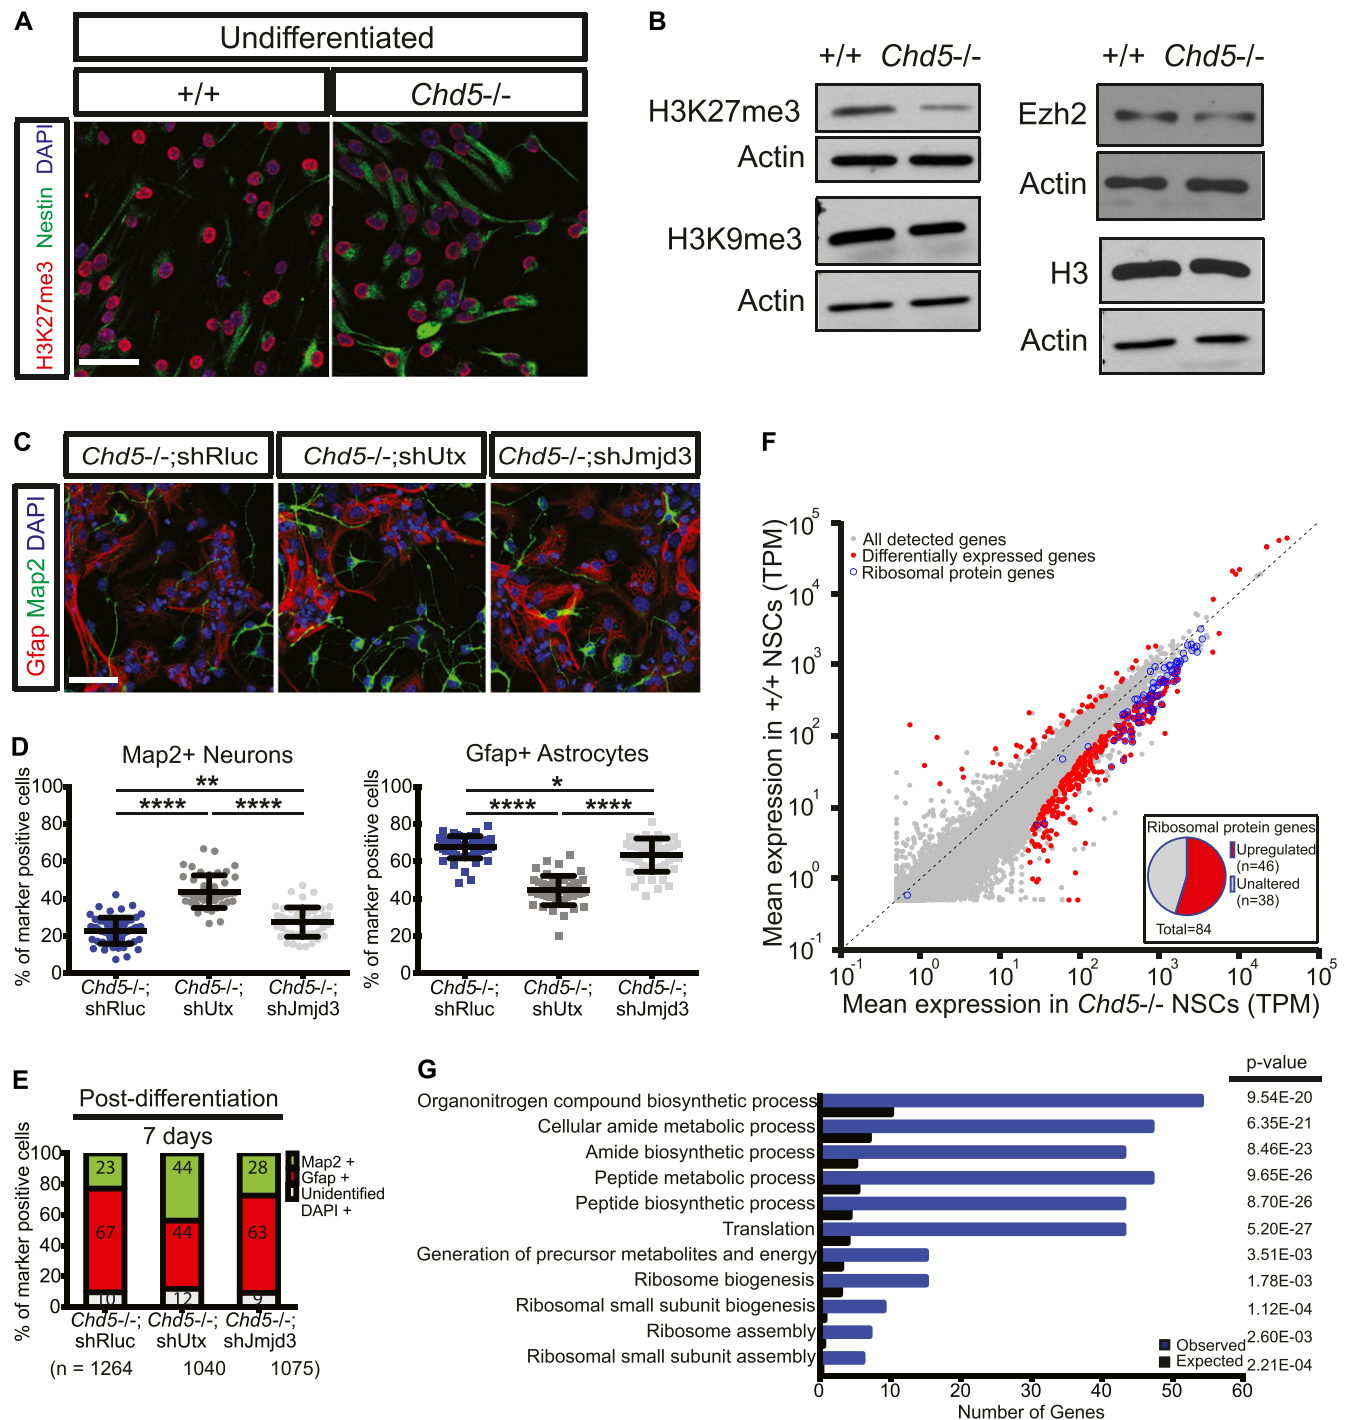 A
Undifferentiated
+/+
Chd5-/-
H3K27me3 Nestin DAPI
B
+/+ Chd5-/-
H3K27me3
Actin
H3K9me3
Actin
+/+ Chd5-/-
Ezh2
Actin
H3
Actin
C
Chd5-/-;shRluc
Chd5-/-;shUtx
Chd5-/-;shJmjd3
Gfap Map2 DAPI
D
Map2+ Neurons
% of marker positive cells
100
80
60
40
20
0
**
**** ****
Chd5-/-;
shRluc
Chd5-/-;
shUtx
Chd5-/-;
shJmjd3
Gfap+ Astrocytes
% of marker positive cells
100
80
60
40
20
0
*
**** ****
Chd5-/-;
shRluc
Chd5-/-;
shUtx
Chd5-/-;
shJmjd3
E
Post-differentiation
7 days
% of marker positive cells
100
80
60
40
20
0
23 44 28
67 44 63
10 12 9
Map2 +
Gfap +
Unidentified
DAPI +
Chd5-/-;
shRluc
Chd5-/-;
shUtx
Chd5-/-;
shJmjd3
(n = 1264 1040 1075)
F
Mean expression in +/+ NSCs (TPM)
10^5
10^4
10^3
10^2
10^1
10^0
10^-1
All detected genes
Differentially expressed genes
Ribosomal protein genes
Ribosomal protein genes
Upregulated
(n=46)
Unaltered
(n=38)
Total=84
10^-1 10^0 10^1 10^2 10^3 10^4 10^5
Mean expression in Chd5-/- NSCs (TPM)
G
p-value
Organonitrogen compound biosynthetic process 9.54E-20
Cellular amide metabolic process 6.35E-21
Amide biosynthetic process 8.46E-23
Peptide metabolic process 9.65E-26
Peptide biosynthetic process 8.70E-26
Translation 5.20E-27
Generation of precursor metabolites and energy 3.51E-03
Ribosome biogenesis 1.78E-03
Ribosomal small subunit biogenesis 1.12E-04
Ribosome assembly 2.60E-03
Ribosomal small subunit assembly 2.21E-04
Observed
Expected
0 10 20 30 40 50 60
Number of Genes